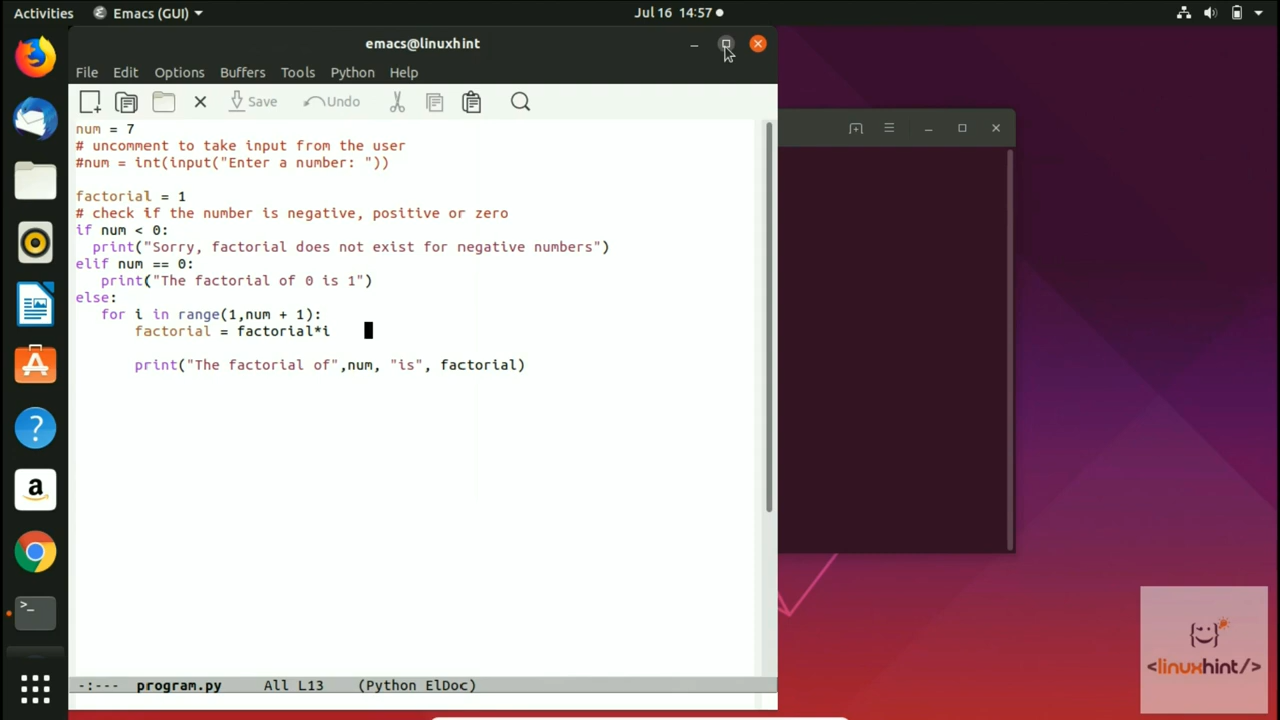 Activities
Emacs (GUI)
Jul 16 14:57
emacs@linuxhint
File Edit Options Buffers Tools Python Help
Save
Undo
num = 7
# uncomment to take input from the user
#num = int(input("Enter a number: "))
factorial = 1
# check if the number is negative, positive or zero
if num < 0:
print("Sorry, factorial does not exist for negative numbers")
elif num == 0:
print("The factorial of 0 is 1")
else:
for i in range(1,num + 1):
factorial = factorial*i
print("The factorial of",num, "is", factorial)
-:--- program.py All L13 (Python ElDoc)
a
>_
?
{ }
<linuxhint/>